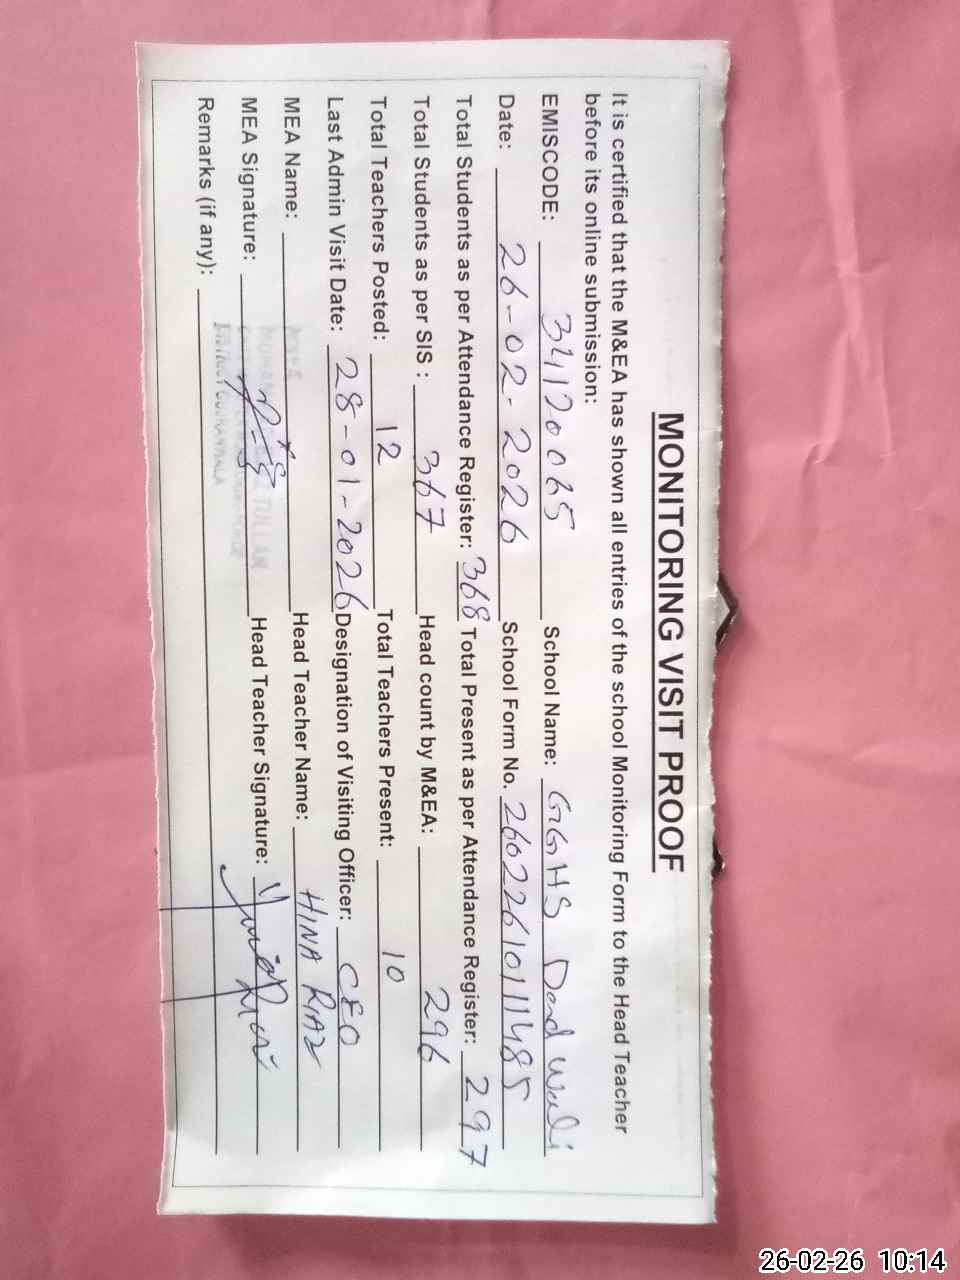 MONITORING VISIT PROOF
It is certified that the M&EA has shown all entries of the school Monitoring Form to the Head Teacher
before its online submission:
EMISCODE: 34120065 School Name: GGHS Dand Wali
Date: 26-02-2026 School Form No. 26022610111485
Total Students as per Attendance Register: 368 Total Present as per Attendance Register: 297
Total Students as per SIS : 367 Head count by M&EA: 296
Total Teachers Posted: 12 Total Teachers Present: 10
Last Admin Visit Date: 28-01-2026 Designation of Visiting Officer: CEO
MEA Name: Head Teacher Name: HINA RIAZ
MEA Signature: Head Teacher Signature:
Remarks (if any):
DISTRICT GUJRANWALA
26-02-26 10:14